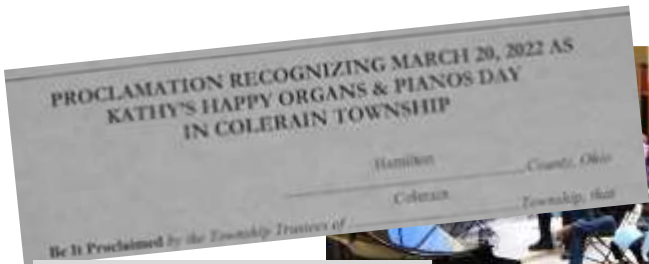 PROCLAMATION RECOGNIZING MARCH 20, 2022 AS
KATHY'S HAPPY ORGANS & PIANOS DAY
IN COLERAIN TOWNSHIP
Hamilton County, Ohio
Colerain Township, that
Be It Proclaimed by the Township Trustees of